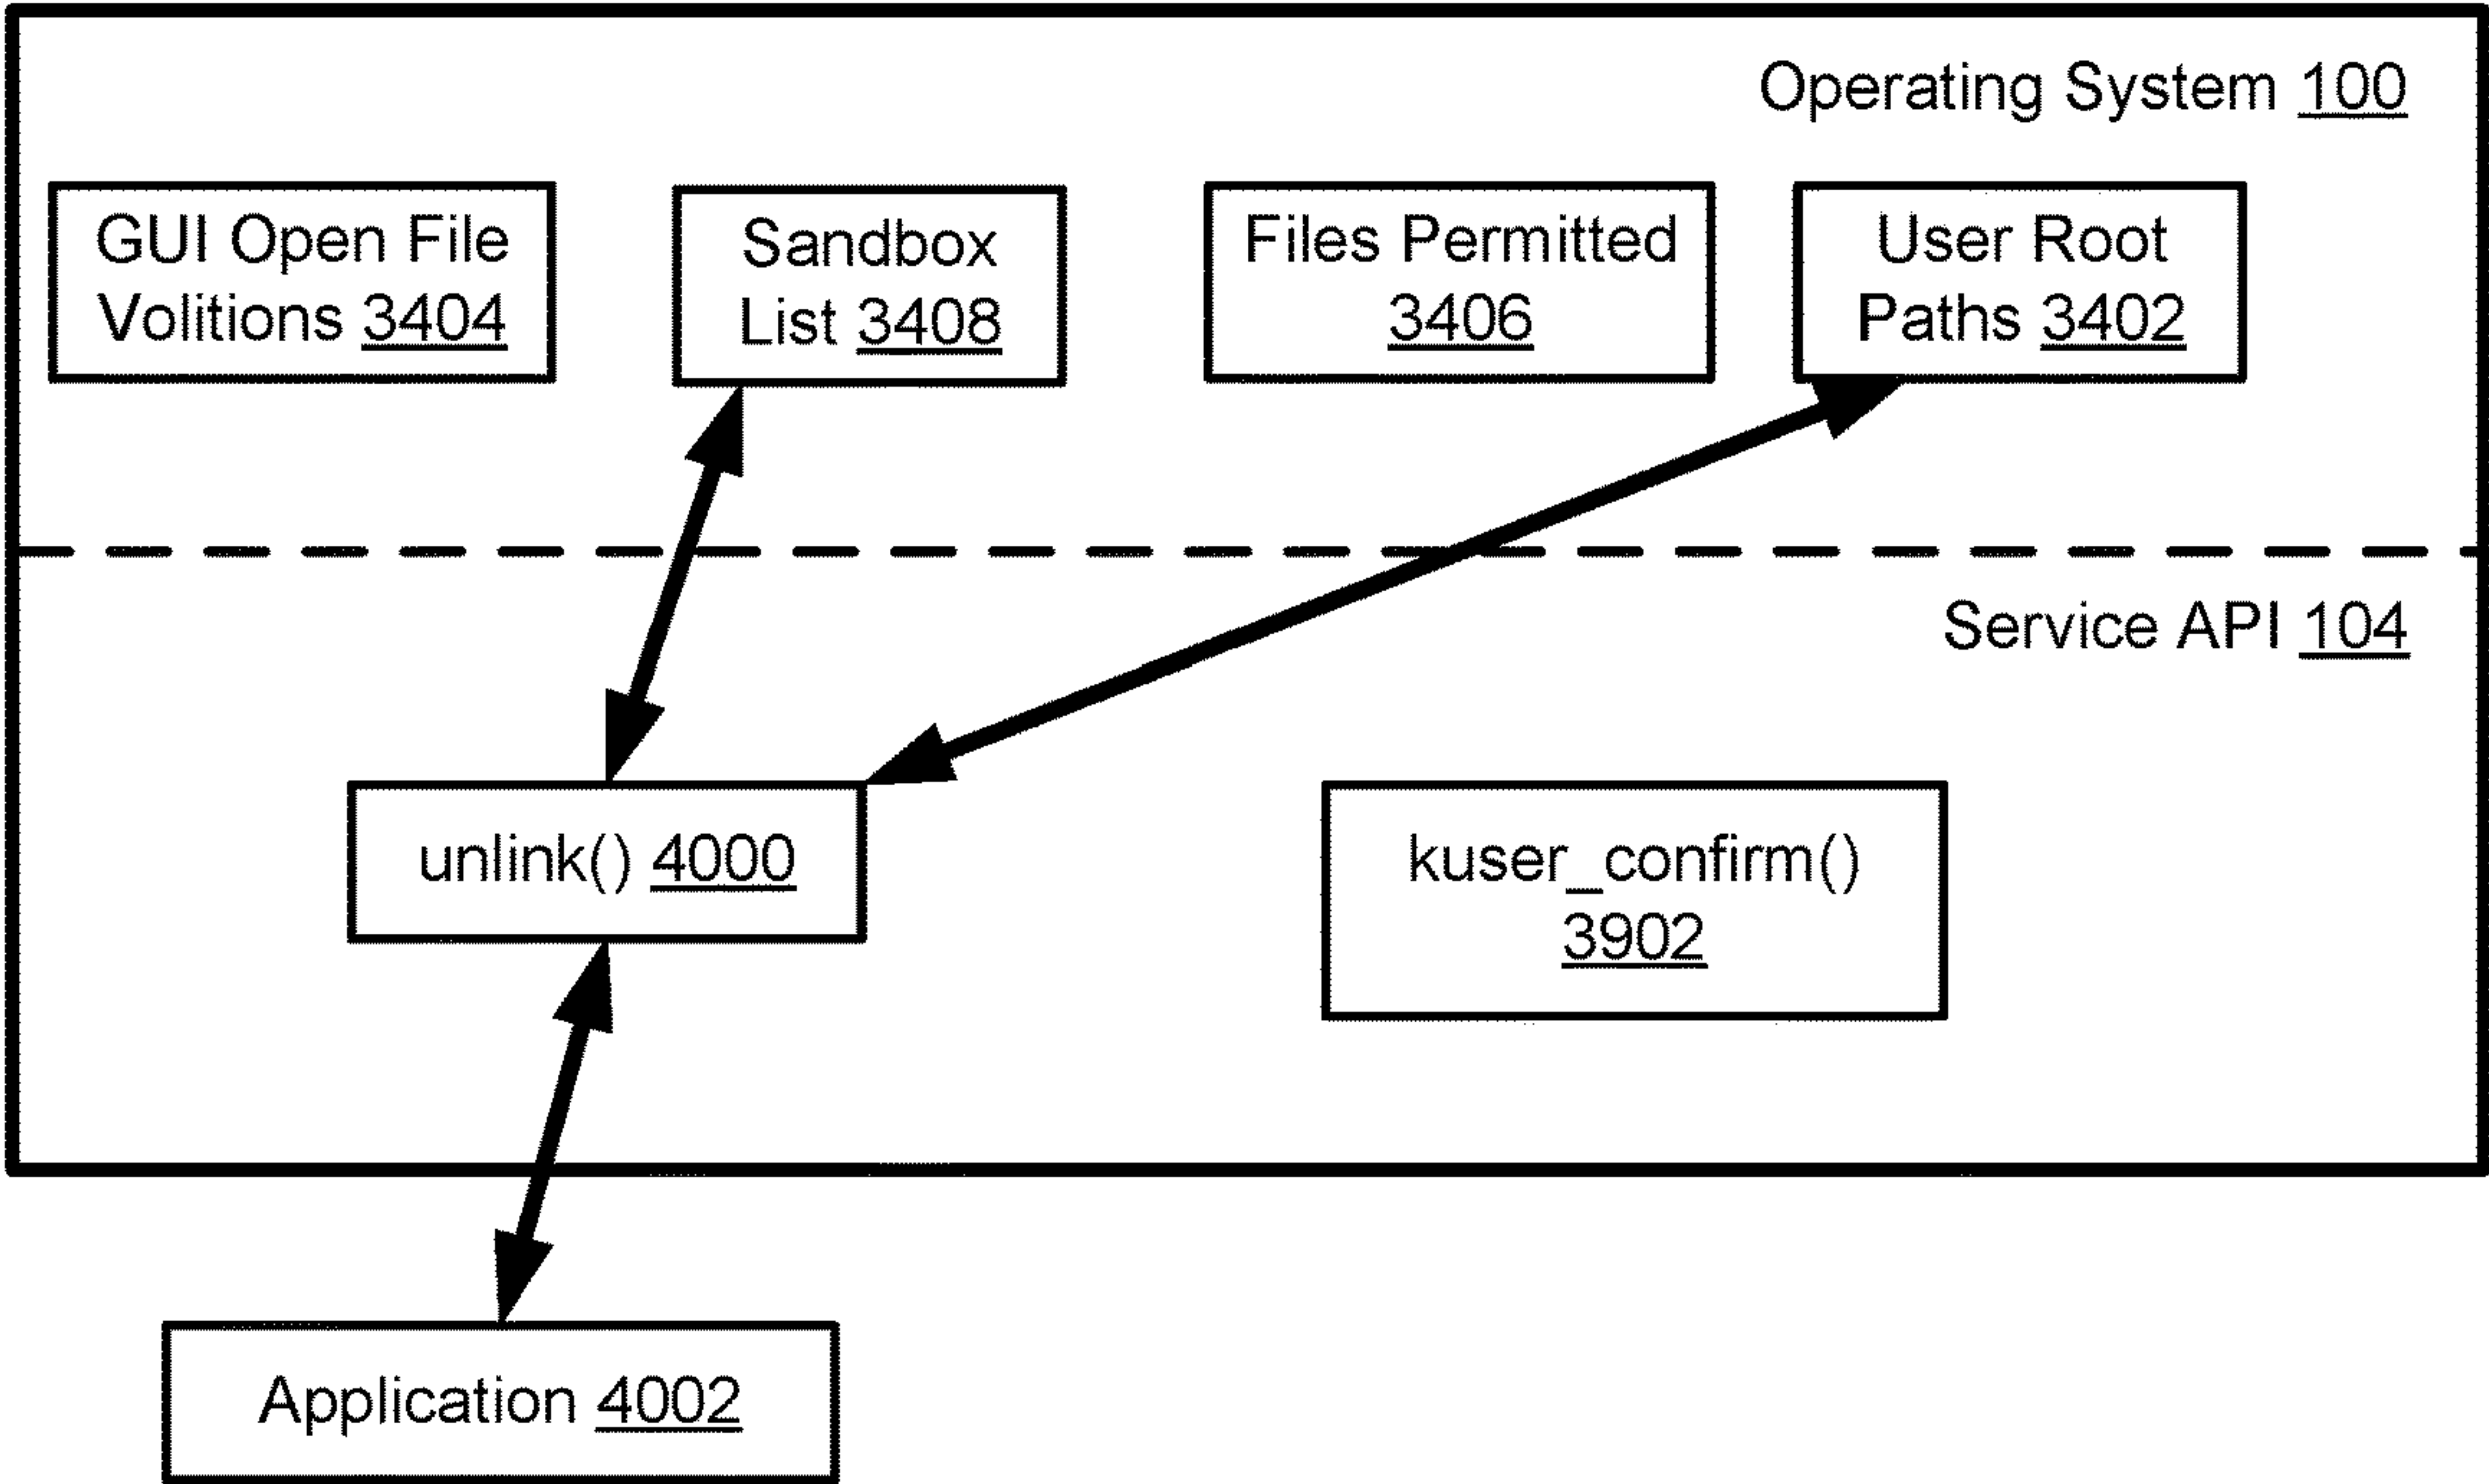 Operating System 100
GUI Open File
Volitions 3404
Sandbox
List 3408
Files Permitted
3406
User Root
Paths 3402
Service API 104
unlink() 4000
kuser_confirm()
3902
Application 4002